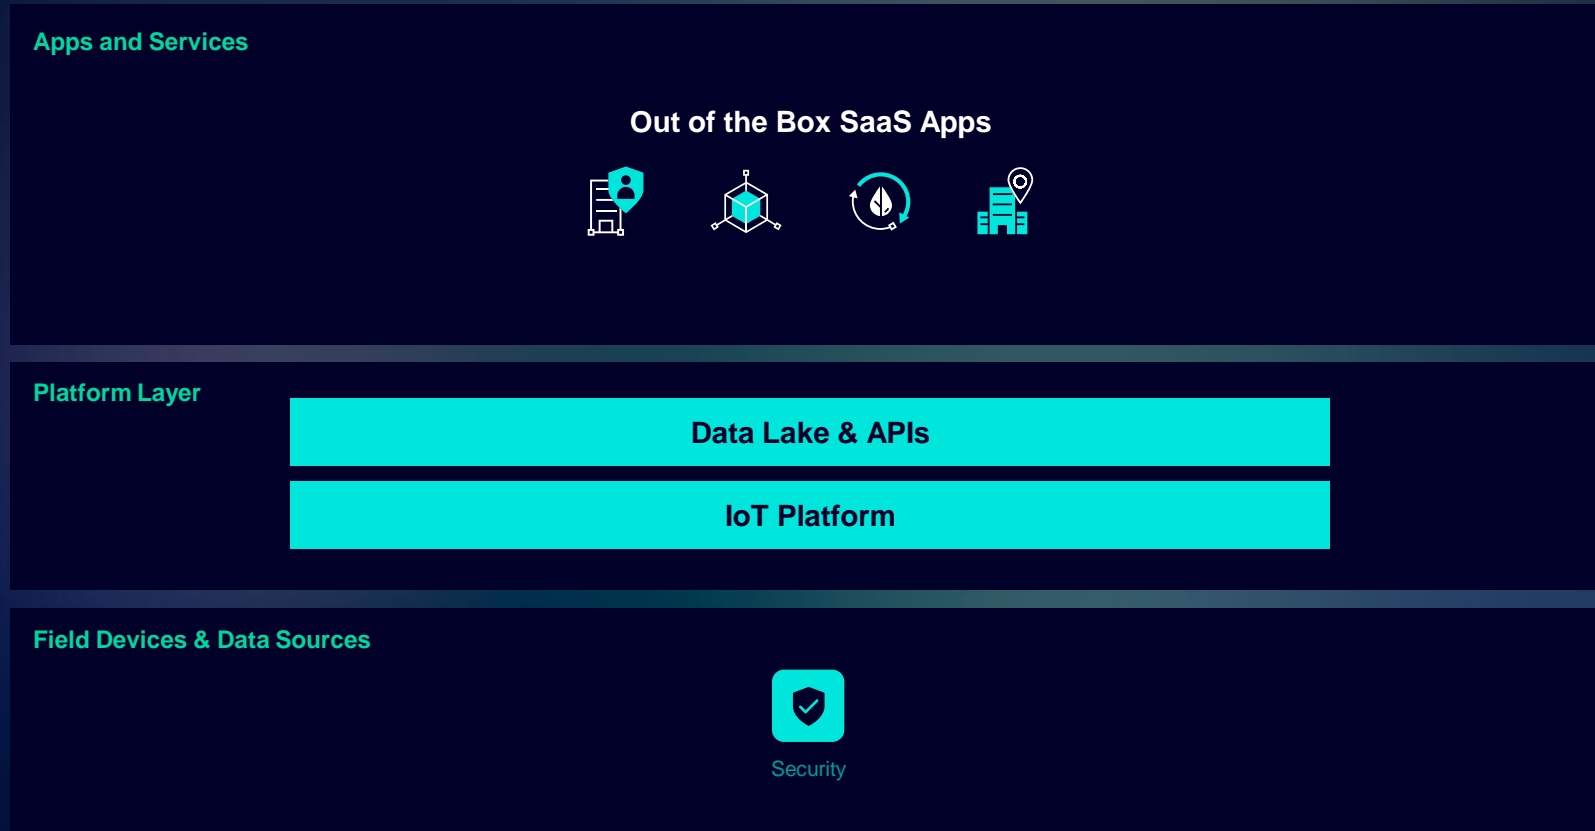 Apps and Services
Out of the Box SaaS Apps
Platform Layer
Data Lake & APIs
IoT Platform
Field Devices & Data Sources
Security